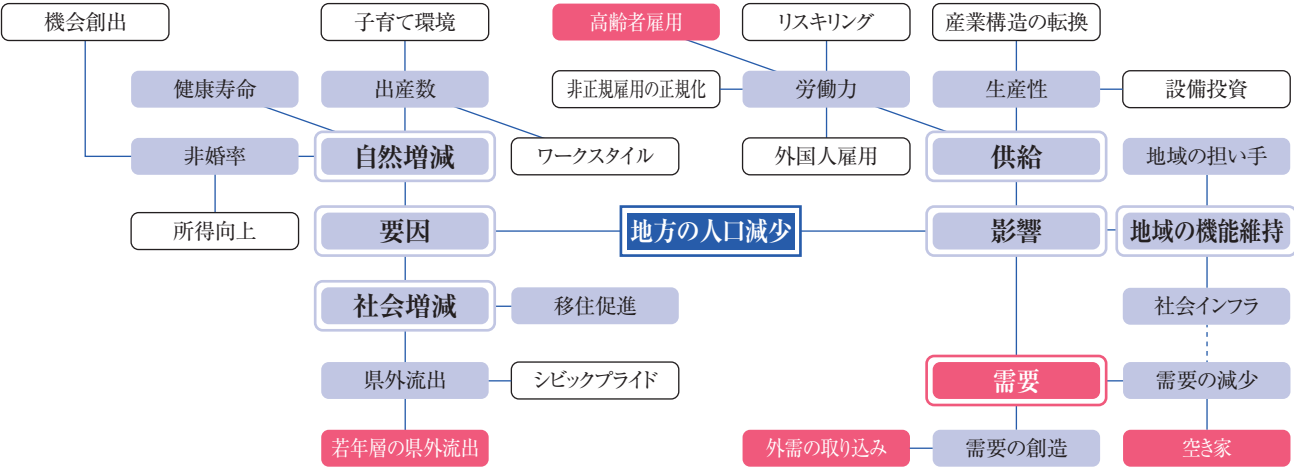 機会創出
子育て環境
高齢者雇用
リスキリング
産業構造の転換
健康寿命
出産数
非正規雇用の正規化
労働力
生産性
設備投資
非婚率
自然増減
ワークスタイル
外国人雇用
供給
地域の担い手
所得向上
要因
地方の人口減少
影響
地域の機能維持
社会増減
移住促進
社会インフラ
県外流出
シビックプライド
需要
需要の減少
若年層の県外流出
外需の取り込み
需要の創造
空き家